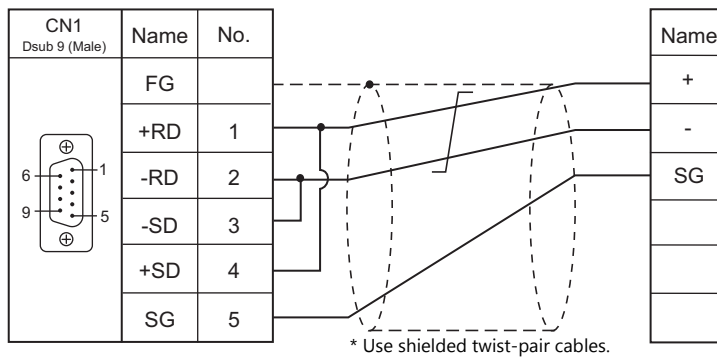 CN1
Dsub 9 (Male)
Name
No.
Name
FG
+
+RD
1
-
-RD
2
SG
-SD
3
+SD
4
SG
5
6
1
9
5
* Use shielded twist-pair cables.